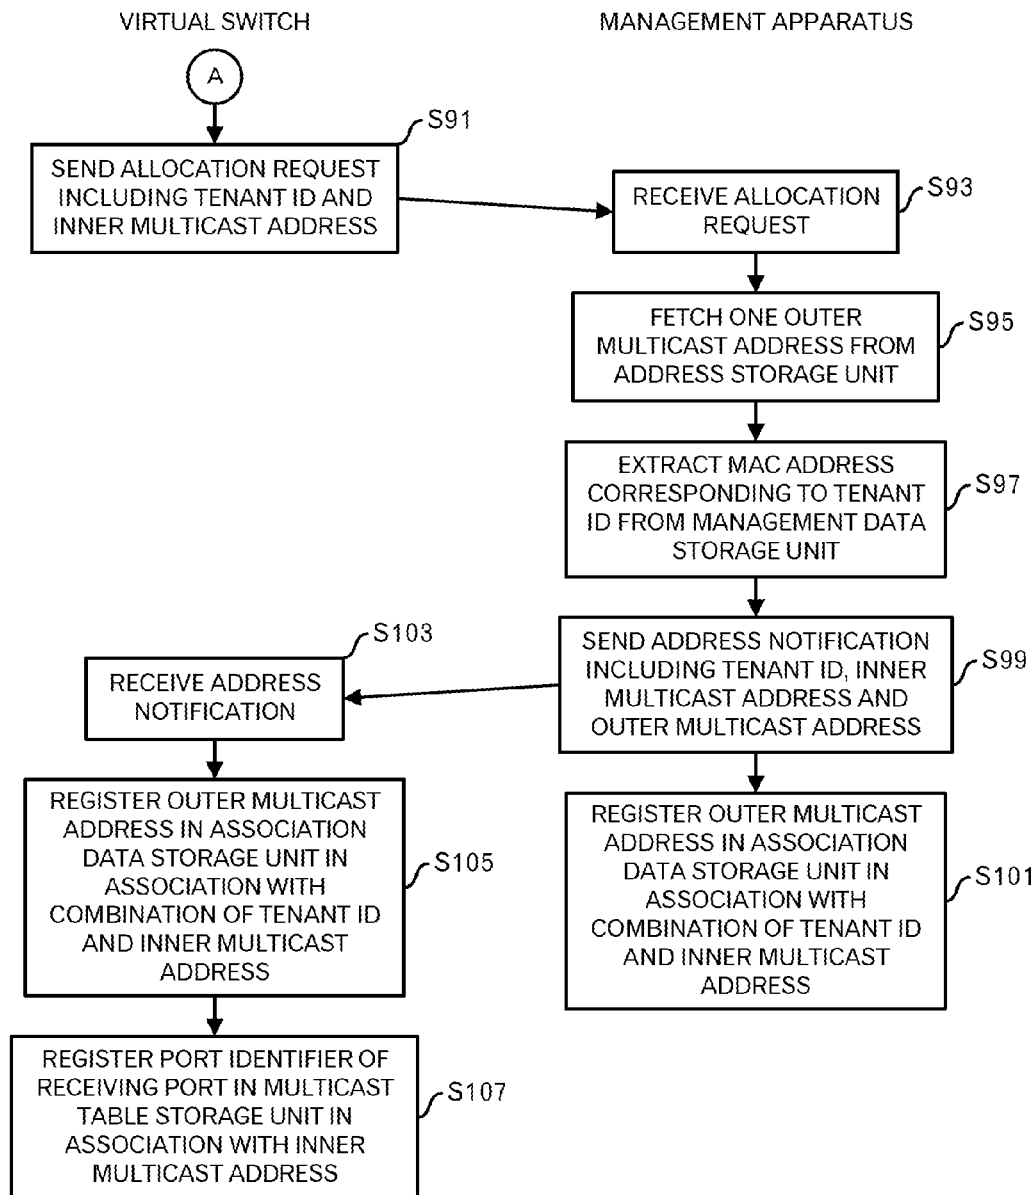 VIRTUAL SWITCH
MANAGEMENT APPARATUS
A
S91
SEND ALLOCATION REQUEST
INCLUDING TENANT ID AND
INNER MULTICAST ADDRESS
S93
RECEIVE ALLOCATION
REQUEST
S95
FETCH ONE OUTER
MULTICAST ADDRESS FROM
ADDRESS STORAGE UNIT
S97
EXTRACT MAC ADDRESS
CORRESPONDING TO TENANT
ID FROM MANAGEMENT DATA
STORAGE UNIT
S99
SEND ADDRESS NOTIFICATION
INCLUDING TENANT ID, INNER
MULTICAST ADDRESS AND
OUTER MULTICAST ADDRESS
S103
RECEIVE ADDRESS
NOTIFICATION
REGISTER OUTER MULTICAST
ADDRESS IN ASSOCIATION
DATA STORAGE UNIT IN
ASSOCIATION WITH
COMBINATION OF TENANT ID
AND INNER MULTICAST
ADDRESS
S105
REGISTER OUTER MULTICAST
ADDRESS IN ASSOCIATION
DATA STORAGE UNIT IN
ASSOCIATION WITH
COMBINATION OF TENANT ID
AND INNER MULTICAST
ADDRESS
S101
REGISTER PORT IDENTIFIER OF
RECEIVING PORT IN MULTICAST
TABLE STORAGE UNIT IN
ASSOCIATION WITH INNER
MULTICAST ADDRESS
S107